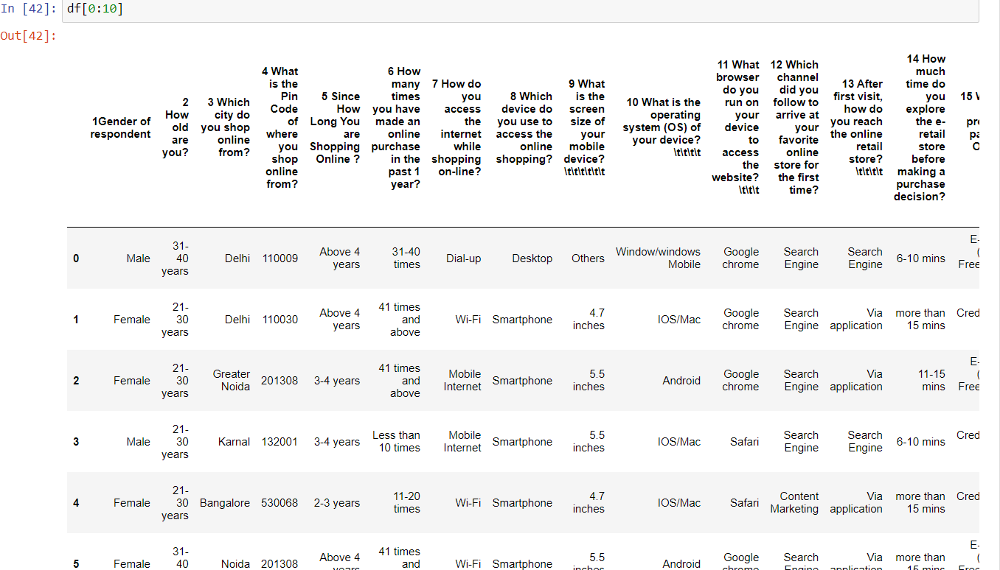 In [42]: df[0:10]
Out[42]:
1Gender of respondent
2 How old are you?
3 Which city do you shop online from?
4 What is the Pin Code of where you shop online from?
5 Since How Long You are Shopping Online ?
6 How many times you have made an online purchase in the past 1 year?
7 How do you access the internet while shopping on-line?
8 Which device do you use to access the online shopping?
9 What is the screen size of your mobile device? \t\t\t\t\t\t
10 What is the operating system (OS) of your device? \t\t\t\t
11 What browser do you run on your device to access the website? \t\t\t
12 Which channel did you follow to arrive at your favorite online store for the first time?
13 After first visit, how do you reach the online retail store? \t\t\t\t
14 How much time do you explore the e-retail store before making a purchase decision?
15
0 Male 31-40 years Delhi 110009 Above 4 years 31-40 times Dial-up Desktop Others Window/windows Mobile Google chrome Search Engine Search Engine 6-10 mins E- ( Free
1 Female 21-30 years Delhi 110030 Above 4 years 41 times and above Wi-Fi Smartphone 4.7 inches IOS/Mac Google chrome Search Engine Via application more than 15 mins Cred
2 Female 21-30 years Greater Noida 201308 3-4 years 41 times and above Mobile Internet Smartphone 5.5 inches Android Google chrome Search Engine Via application 11-15 mins E- ( Free
3 Male 21-30 years Karnal 132001 3-4 years Less than 10 times Mobile Internet Smartphone 5.5 inches IOS/Mac Safari Search Engine Search Engine 6-10 mins Cred
4 Female 21-30 years Bangalore 530068 2-3 years 11-20 times Wi-Fi Smartphone 4.7 inches IOS/Mac Safari Content Marketing Via application more than 15 mins Cred
5 Female 31-40 Noida 201308 Above 4 years 41 times and Wi-Fi Smartphone 5.5 inches Android Google chrome Search Engine Via application more than 15 mins E- (